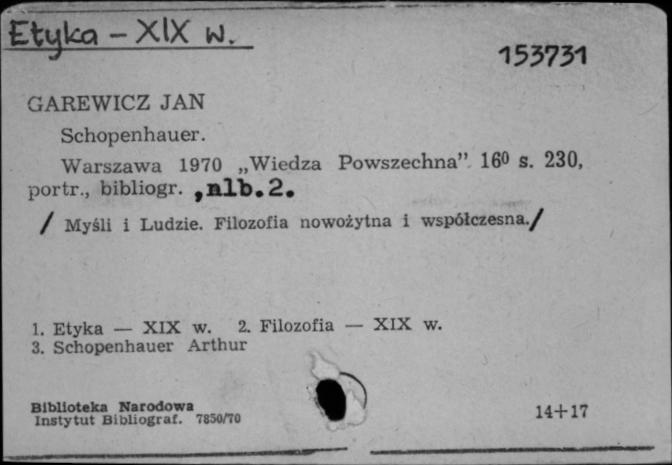 Etyka – XIX w.
153731
GAREWICZ JAN
Schopenhauer.
Warszawa 1970 „Wiedza Powszechna” 16⁰ s. 230,
portr., bibliogr. ,nlb.2.
/ Myśli i Ludzie. Filozofia nowożytna i współczesna./
1. Etyka — XIX w. 2. Filozofia — XIX w.
3. Schopenhauer Arthur
Biblioteka Narodowa
Instytut Bibliograf. 7850/70
14+17